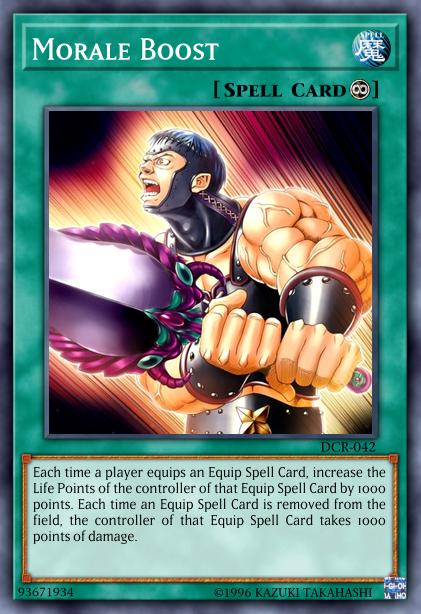 MORALE BOOST
SPELL
魔
[SPELL CARD]
DCR-042
Each time a player equips an Equip Spell Card, increase the
Life Points of the controller of that Equip Spell Card by 1000
points. Each time an Equip Spell Card is removed from the
field, the controller of that Equip Spell Card takes 1000
points of damage.
93671934
©1996 KAZUKI TAKAHASHI